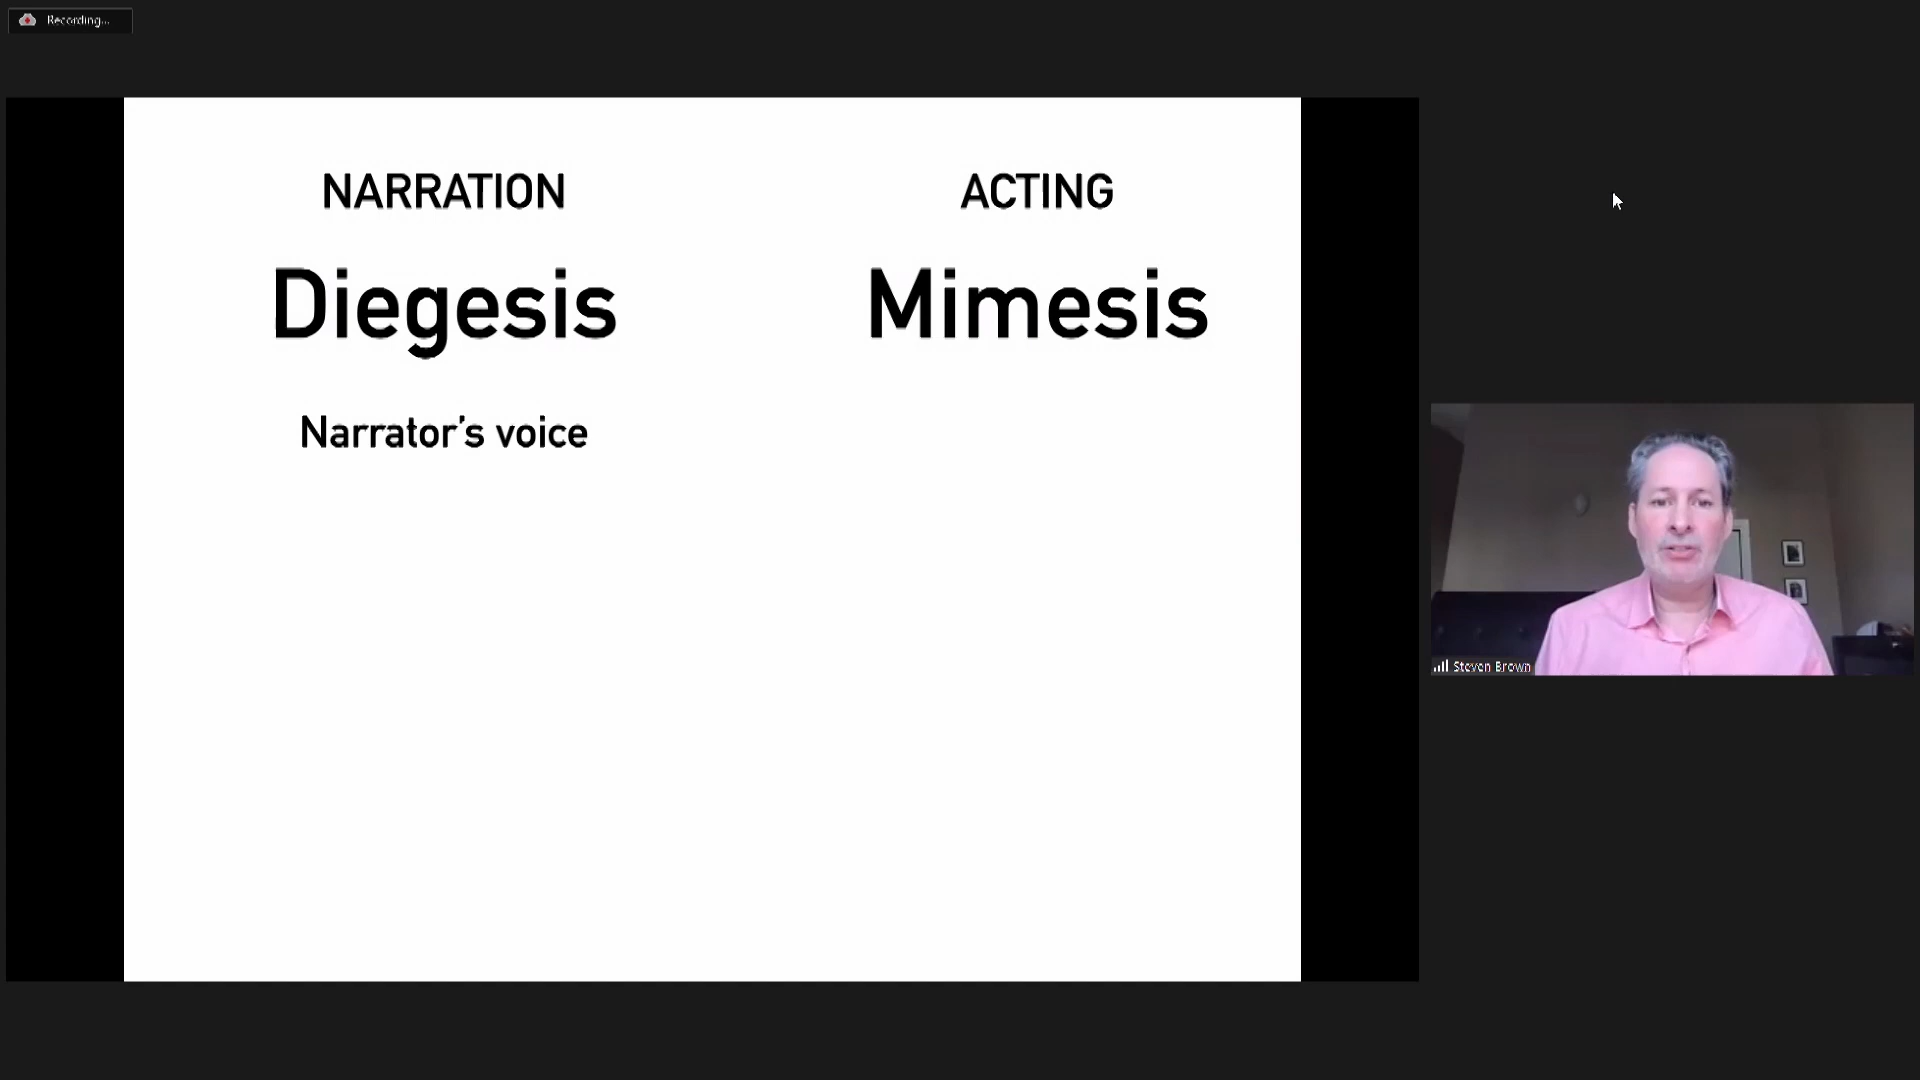 Recording...
NARRATION
Diegesis
Narrator's voice
ACTING
Mimesis
Steven Brown